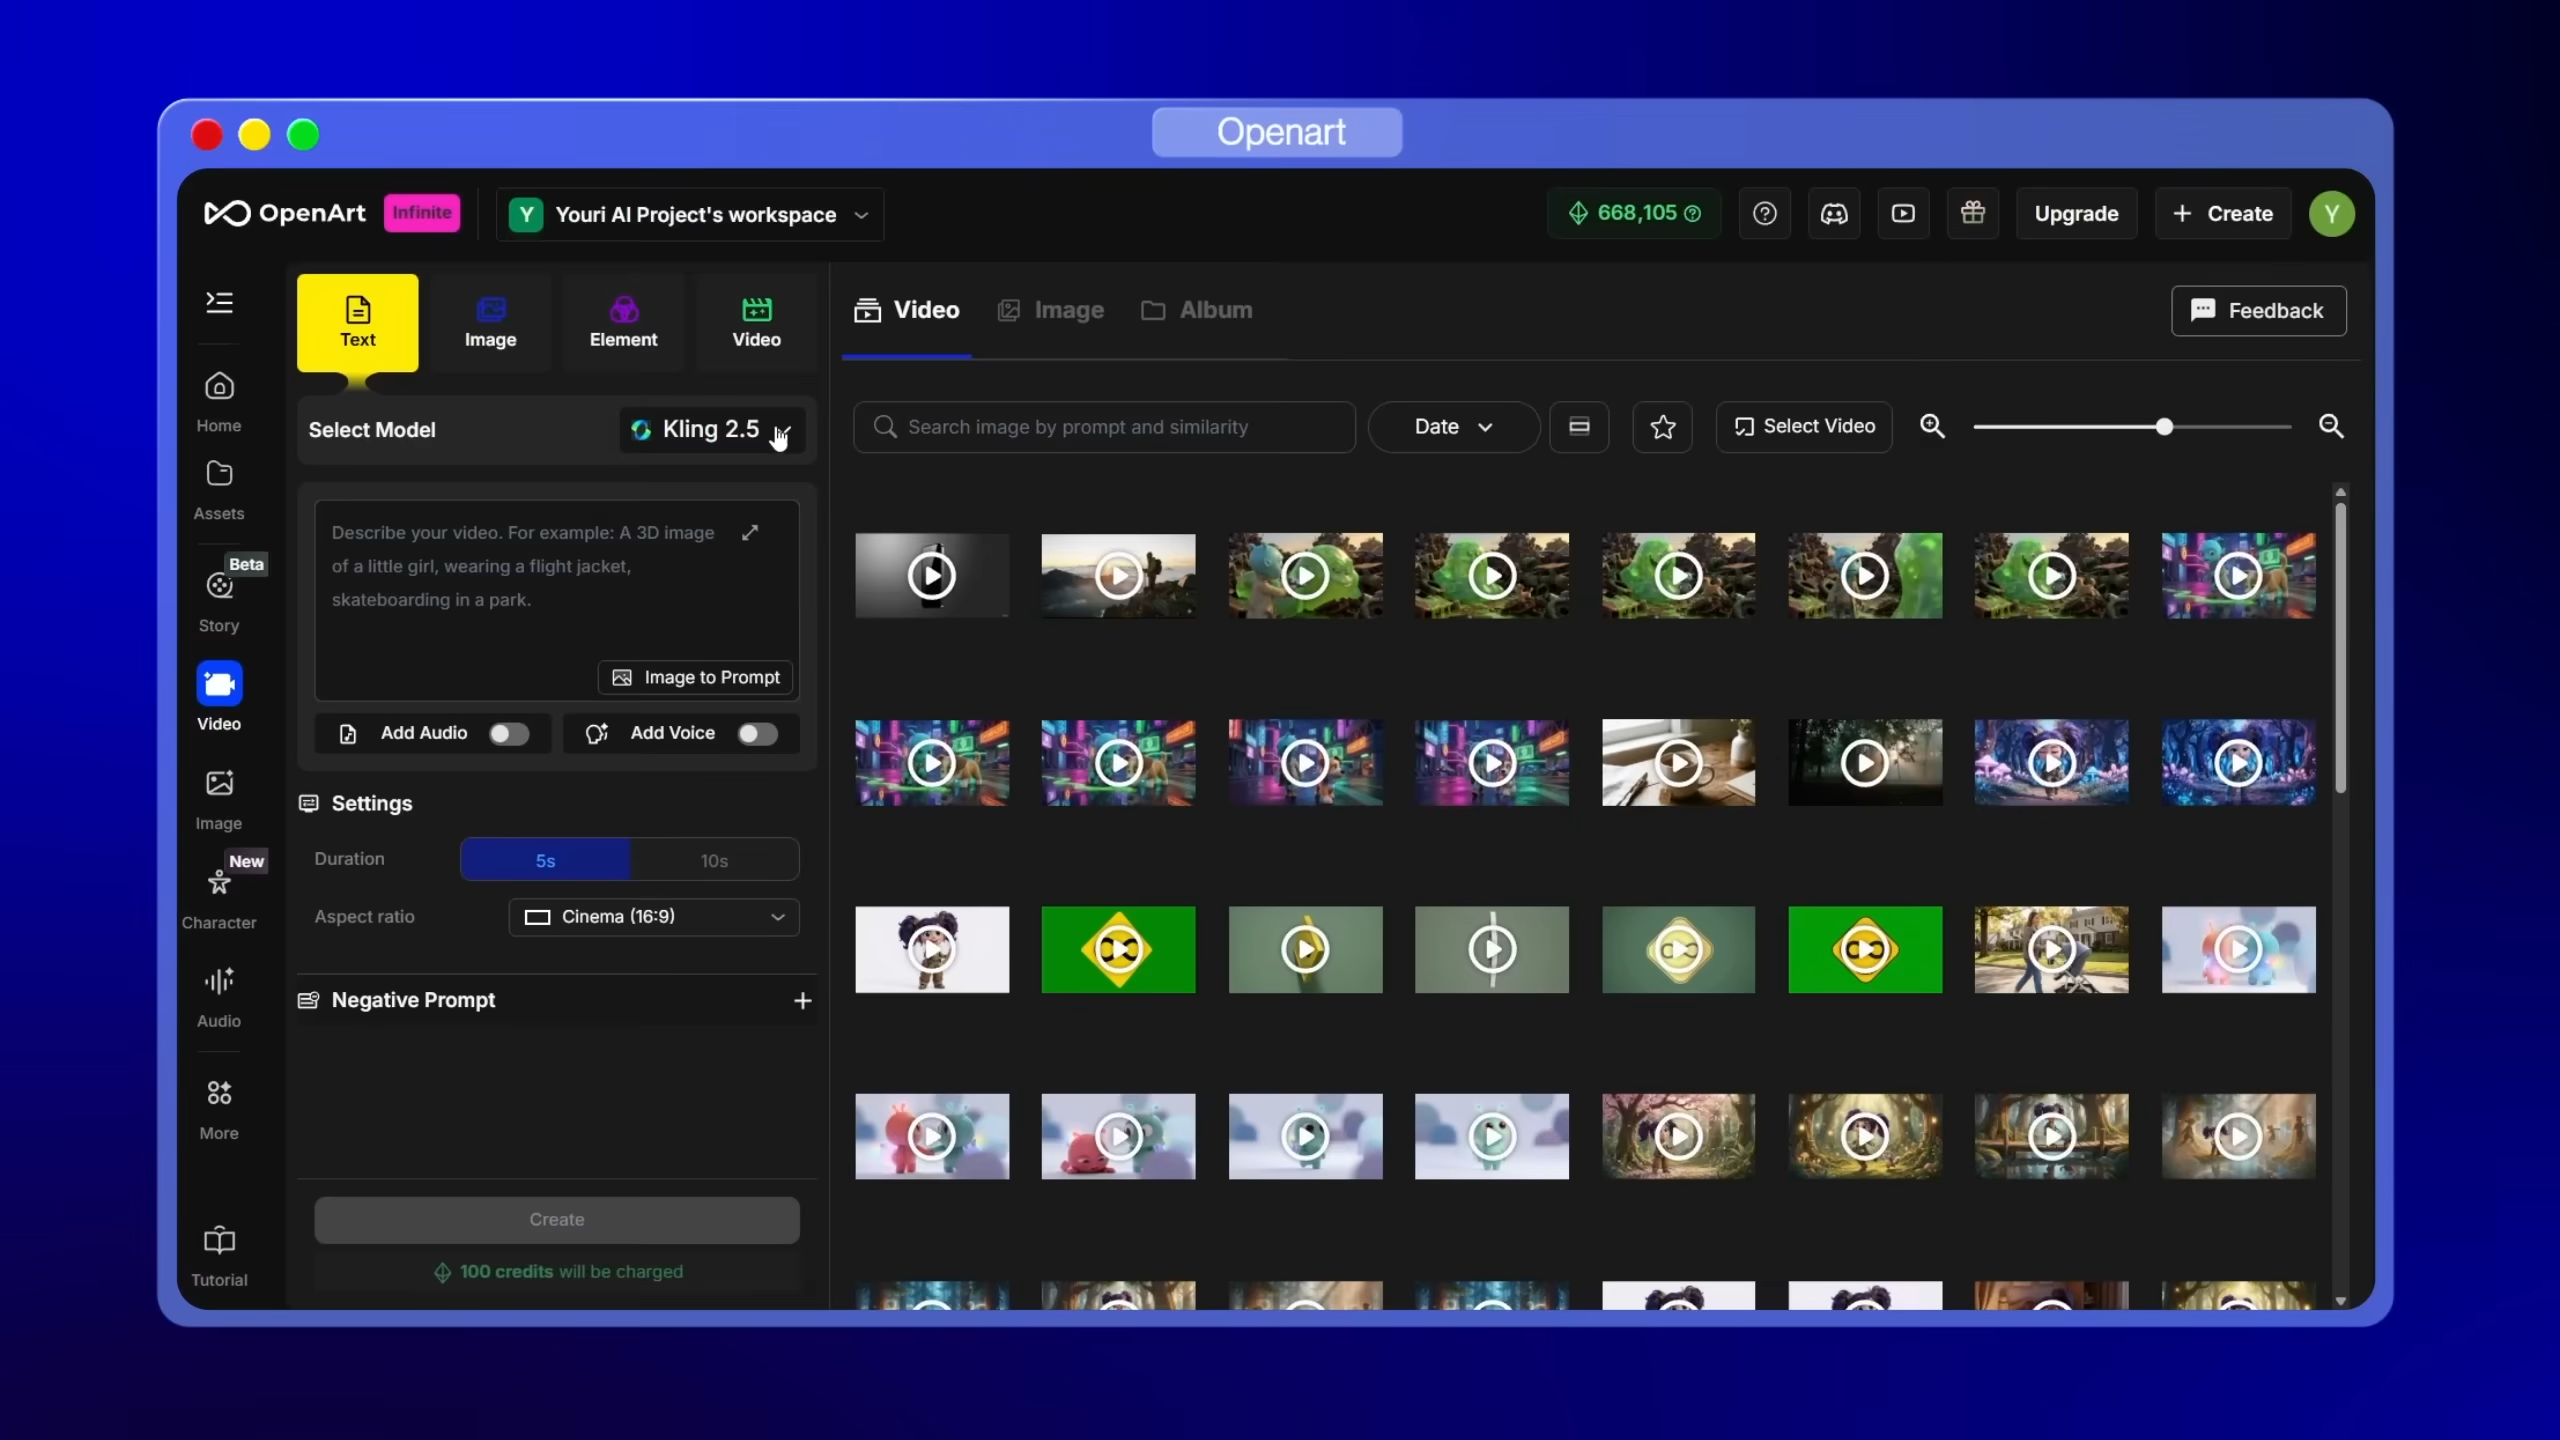 Openart
OpenArt Infinite
Y Youri AI Project's workspace
668,105
Upgrade
+ Create
Y
Text
Image
Element
Video
Video
Image
Album
Feedback
Select Model
Kling 2.5
Search image by prompt and similarity
Date
Select Video
Home
Assets
Beta
Story
Video
Image
New
Character
Audio
More
Tutorial
Describe your video. For example: A 3D image
of a little girl, wearing a flight jacket,
skateboarding in a park.
Image to Prompt
Add Audio
Add Voice
Settings
Duration
5s
10s
Aspect ratio
Cinema (16:9)
Negative Prompt
Create
100 credits will be charged